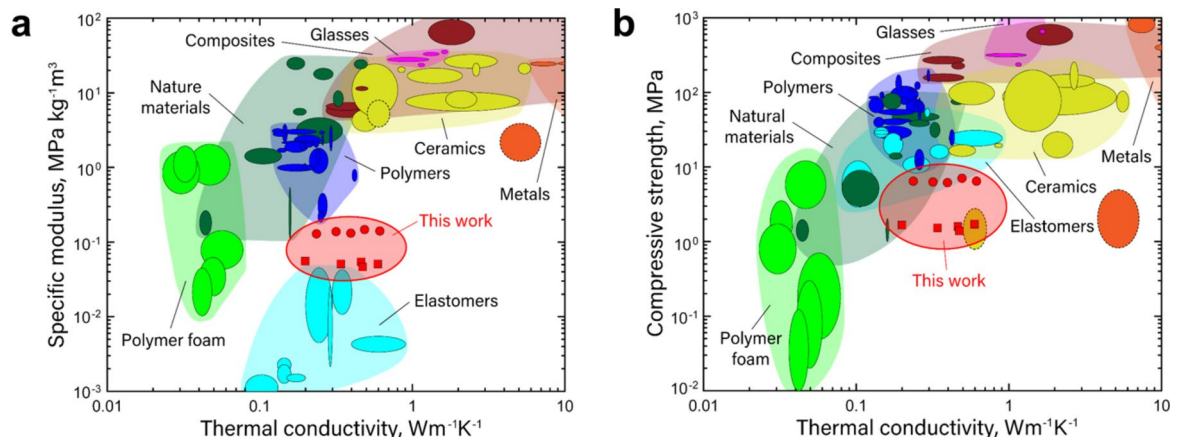 a
Specific modulus, MPa kg⁻¹m³
10²
10¹
10⁰
10⁻¹
10⁻²
10⁻³
Composites
Glasses
Nature
materials
Ceramics
Polymers
Metals
This work
Elastomers
Polymer foam
0.01
0.1
1
10
Thermal conductivity, Wm⁻¹K⁻¹
b
Compressive strength, MPa
10³
10²
10¹
10⁰
10⁻¹
10⁻²
Glasses
Composites
Polymers
Natural
materials
Metals
Ceramics
Elastomers
This work
Polymer
foam
0.01
0.1
1
10
Thermal conductivity, Wm⁻¹K⁻¹